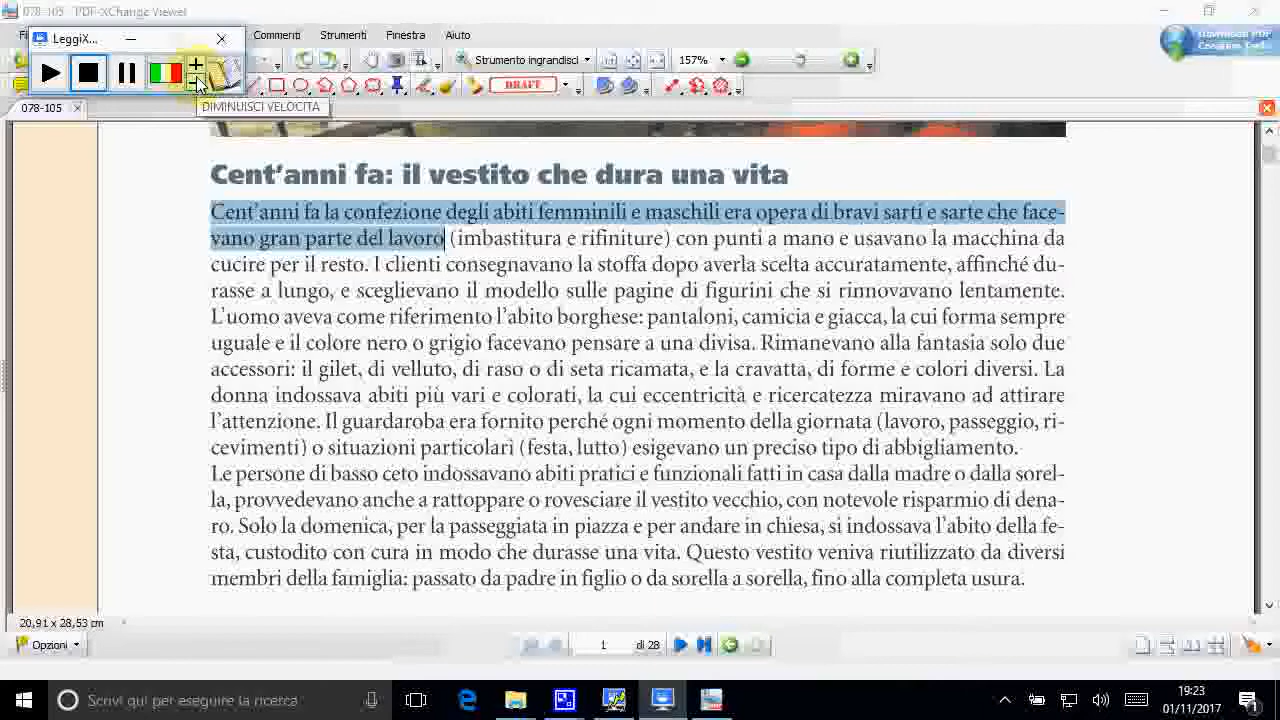 078-105 - PDF-XChange Viewer
LeggiX...
Commenti Strumenti Finestra Aiuto
Strumento ingrandisci
157%
DRAFT
DIMINUISCI VELOCITA
078-105
Cent'anni fa: il vestito che dura una vita
Cent'anni fa la confezione degli abiti femminili e maschili era opera di bravi sarti e sarte che face-
vano gran parte del lavoro (imbastitura e rifiniture) con punti a mano e usavano la macchina da
cucire per il resto. I clienti consegnavano la stoffa dopo averla scelta accuratamente, affinché du-
rasse a lungo, e sceglievano il modello sulle pagine di figurini che si rinnovavano lentamente.
L'uomo aveva come riferimento l'abito borghese: pantaloni, camicia e giacca, la cui forma sempre
uguale e il colore nero o grigio facevano pensare a una divisa. Rimanevano alla fantasia solo due
accessori: il gilet, di velluto, di raso o di seta ricamata, e la cravatta, di forme e colori diversi. La
donna indossava abiti più vari e colorati, la cui eccentricità e ricercatezza miravano ad attirare
l'attenzione. Il guardaroba era fornito perché ogni momento della giornata (lavoro, passeggio, ri-
cevimenti) o situazioni particolari (festa, lutto) esigevano un preciso tipo di abbigliamento.
Le persone di basso ceto indossavano abiti pratici e funzionali fatti in casa dalla madre o dalla sorel-
la, provvedevano anche a rattoppare o rovesciare il vestito vecchio, con notevole risparmio di dena-
ro. Solo la domenica, per la passeggiata in piazza e per andare in chiesa, si indossava l'abito della fe-
sta, custodito con cura in modo che durasse una vita. Questo vestito veniva riutilizzato da diversi
membri della famiglia: passato da padre in figlio o da sorella a sorella, fino alla completa usura.
20,91 x 28,53 cm
Opzioni
1 di 28
Scrivi qui per eseguire la ricerca
19:23
01/11/2017